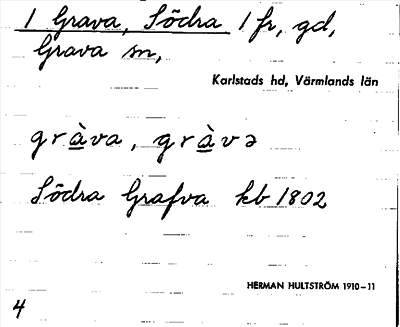 1 Grava, Södra 1 fr, gd,
Grava sn,
Karlstads hd, Värmlands län
gràva, gràvə
Södra Grafva kb 1802
HERMAN HULTSTRÖM 1910–11
4